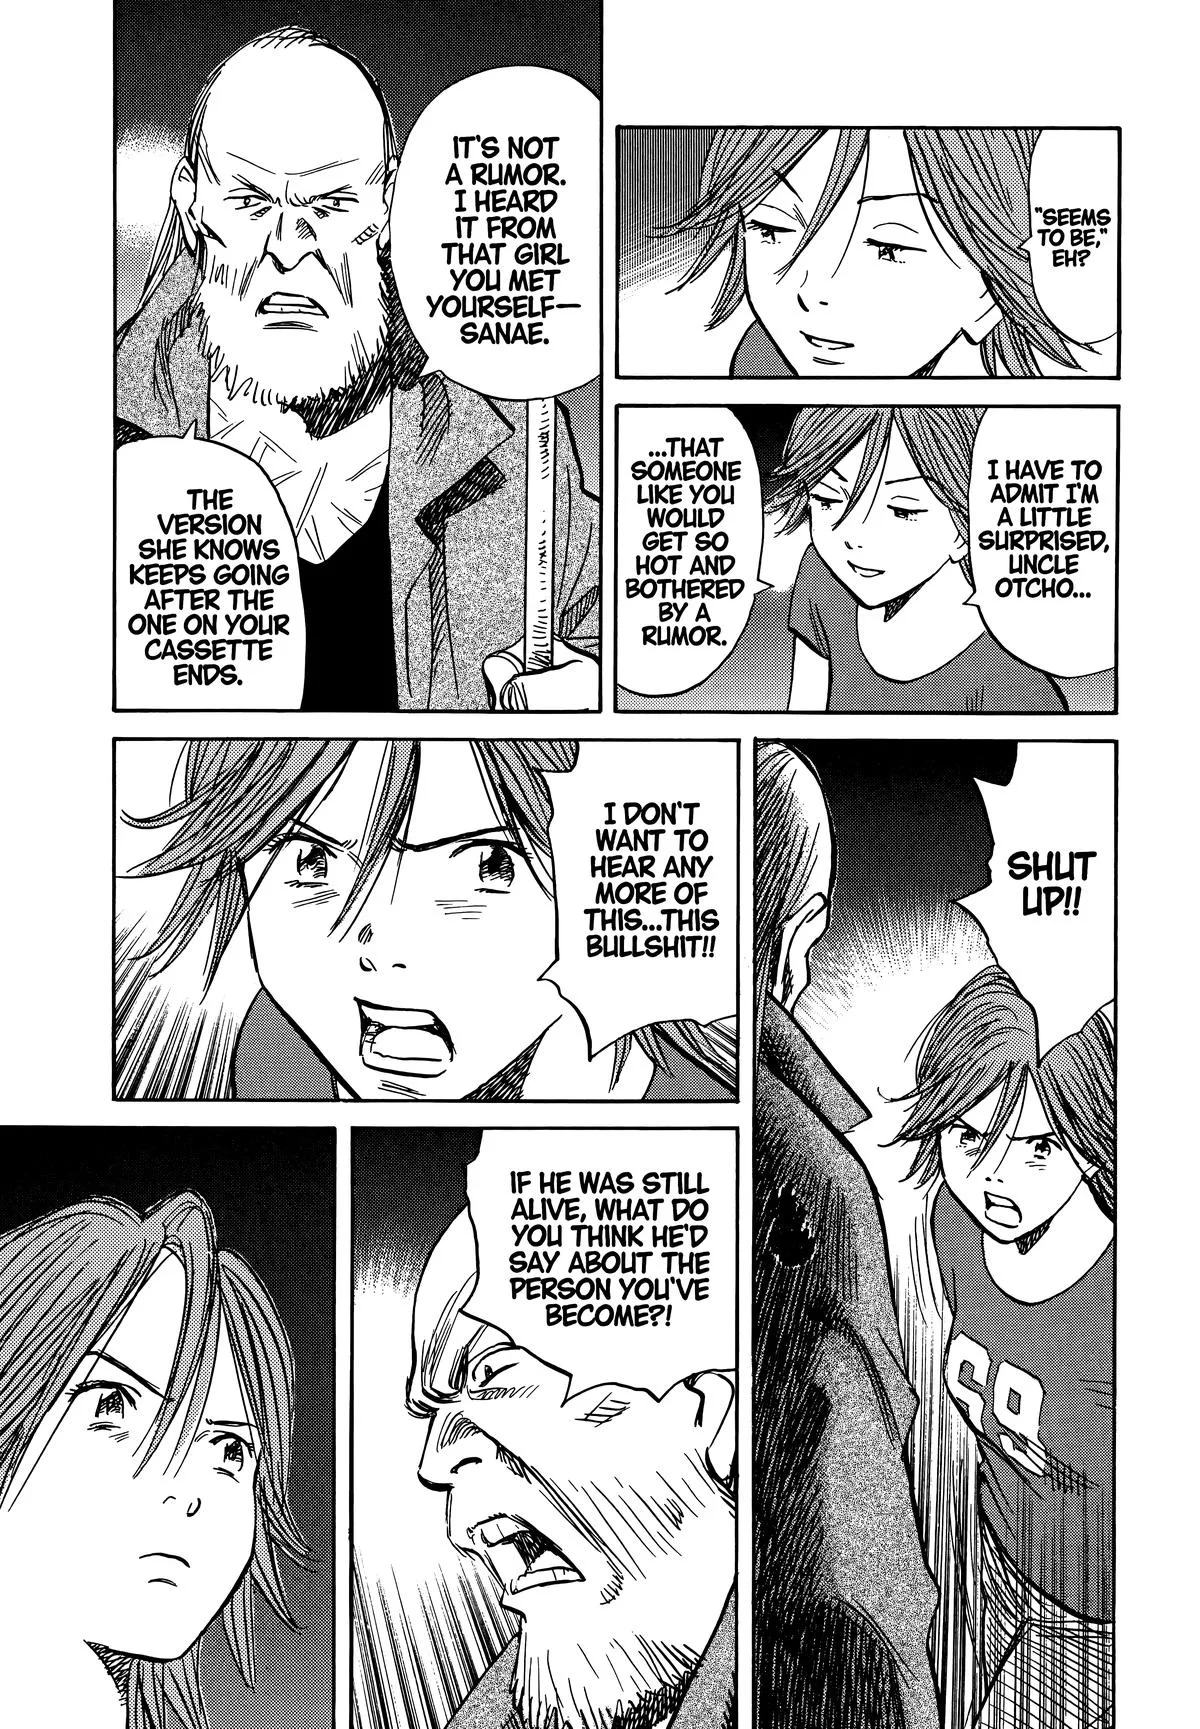 "SEEMS
TO BE,"
EH?
I HAVE TO
ADMIT I'M
A LITTLE
SURPRISED,
UNCLE
OTCHO...
...THAT
SOMEONE
LIKE YOU
WOULD
GET SO
HOT AND
BOTHERED
BY A
RUMOR.
IT'S NOT
A RUMOR.
I HEARD
IT FROM
THAT GIRL
YOU MET
YOURSELF—
SANAE.
THE
VERSION
SHE KNOWS
KEEPS GOING
AFTER THE
ONE ON YOUR
CASSETTE
ENDS.
SHUT
UP!!
69
I DON'T
WANT TO
HEAR ANY
MORE OF
THIS...THIS
BULLSHIT!!
IF HE WAS STILL
ALIVE, WHAT DO
YOU THINK HE'D
SAY ABOUT THE
PERSON YOU'VE
BECOME?!